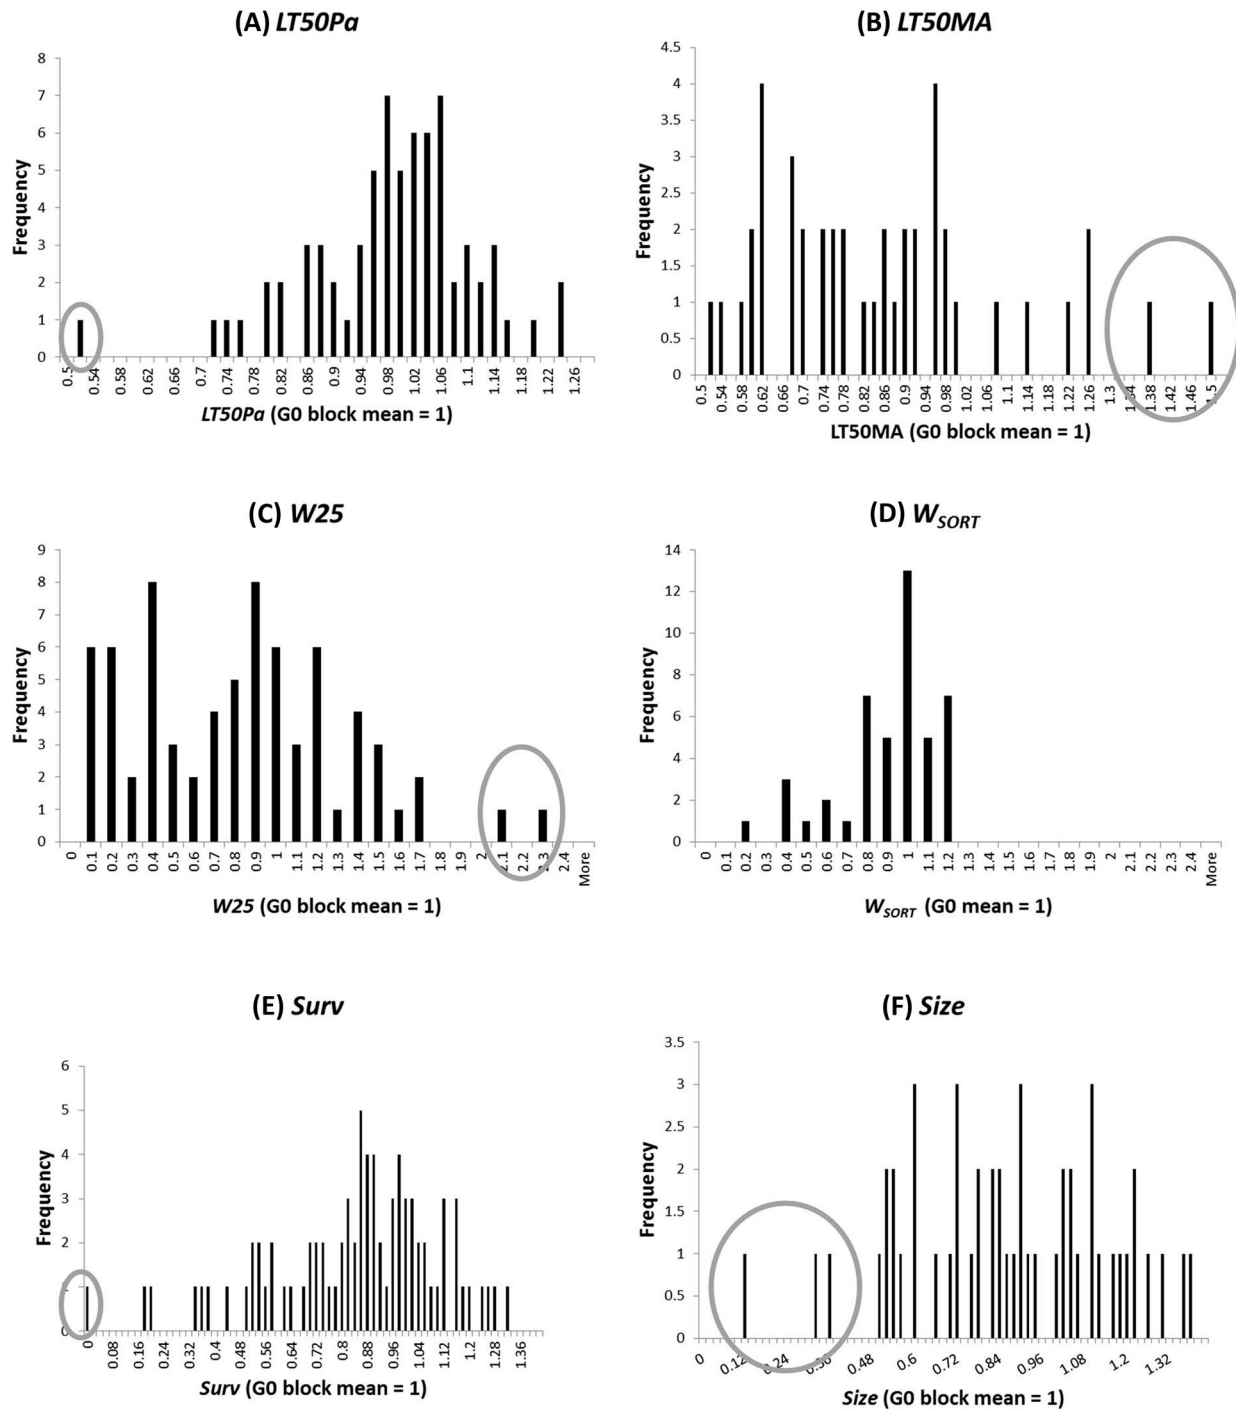 (A) LT50Pa
8
7
6
5
4
3
2
1
0
Frequency
0.5 0.54 0.58 0.62 0.66 0.7 0.74 0.78 0.82 0.86 0.9 0.94 0.98 1.02 1.06 1.1 1.14 1.18 1.22 1.26
LT50Pa (G0 block mean = 1)
(B) LT50MA
4.5
4
3.5
3
2.5
2
1.5
1
0.5
0
Frequency
0.5 0.54 0.58 0.62 0.66 0.7 0.74 0.78 0.82 0.86 0.9 0.94 0.98 1.02 1.06 1.1 1.14 1.18 1.22 1.26 1.3 1.34 1.38 1.42 1.46 1.5
LT50MA (G0 block mean = 1)
(C) W25
9
8
7
6
5
4
3
2
1
0
Frequency
0 0.1 0.2 0.3 0.4 0.5 0.6 0.7 0.8 0.9 1 1.1 1.2 1.3 1.4 1.5 1.6 1.7 1.8 1.9 2 2.1 2.2 2.3 2.4 More
W25 (G0 block mean = 1)
(D) WSORT
14
12
10
8
6
4
2
0
Frequency
0 0.1 0.2 0.3 0.4 0.5 0.6 0.7 0.8 0.9 1 1.1 1.2 1.3 1.4 1.5 1.6 1.7 1.8 1.9 2 2.1 2.2 2.3 2.4 More
WSORT (G0 mean = 1)
(E) Surv
6
5
4
3
2
1
0
Frequency
0 0.08 0.16 0.24 0.32 0.4 0.48 0.56 0.64 0.72 0.8 0.88 0.96 1.04 1.12 1.2 1.28 1.36
Surv (G0 block mean = 1)
(F) Size
3.5
3
2.5
2
1.5
1
0.5
0
Frequency
0 0.12 0.24 0.36 0.48 0.6 0.72 0.84 0.96 1.08 1.2 1.32
Size (G0 block mean = 1)